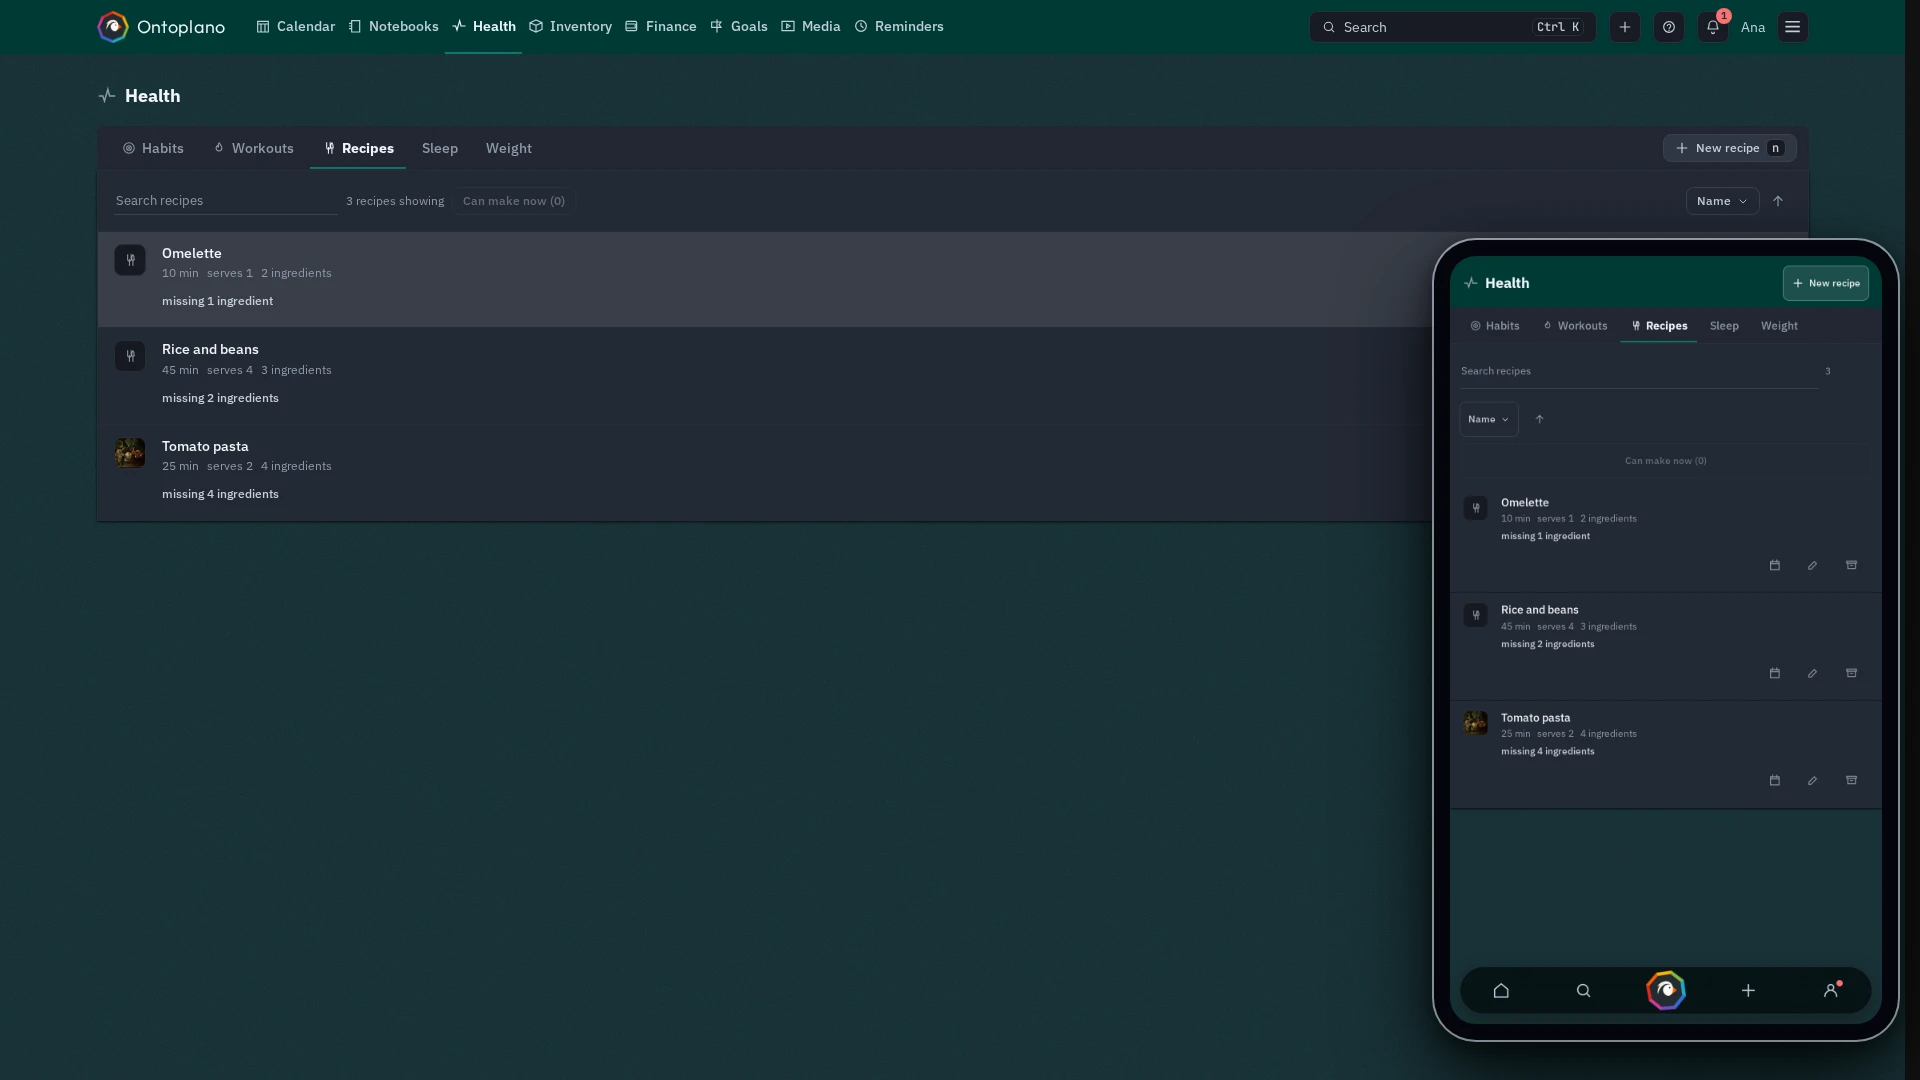 Ontoplano
Calendar
Notebooks
Health
Inventory
Finance
Goals
Media
Reminders
Search
Ctrl K
1
Ana
Health
Habits
Workouts
Recipes
Sleep
Weight
New recipe
n
Search recipes
3 recipes showing
Can make now (0)
Name
Omelette
10 min serves 1 2 ingredients
missing 1 ingredient
Rice and beans
45 min serves 4 3 ingredients
missing 2 ingredients
Tomato pasta
25 min serves 2 4 ingredients
missing 4 ingredients
Health
New recipe
Habits
Workouts
Recipes
Sleep
Weight
Search recipes
3
Name
Can make now (0)
Omelette
10 min serves 1 2 ingredients
missing 1 ingredient
Rice and beans
45 min serves 4 3 ingredients
missing 2 ingredients
Tomato pasta
25 min serves 2 4 ingredients
missing 4 ingredients